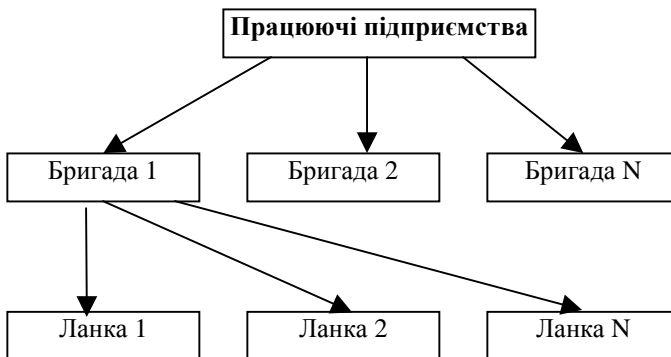 Працюючі підприємства
Бригада 1
Бригада 2
Бригада N
Ланка 1
Ланка 2
Ланка N